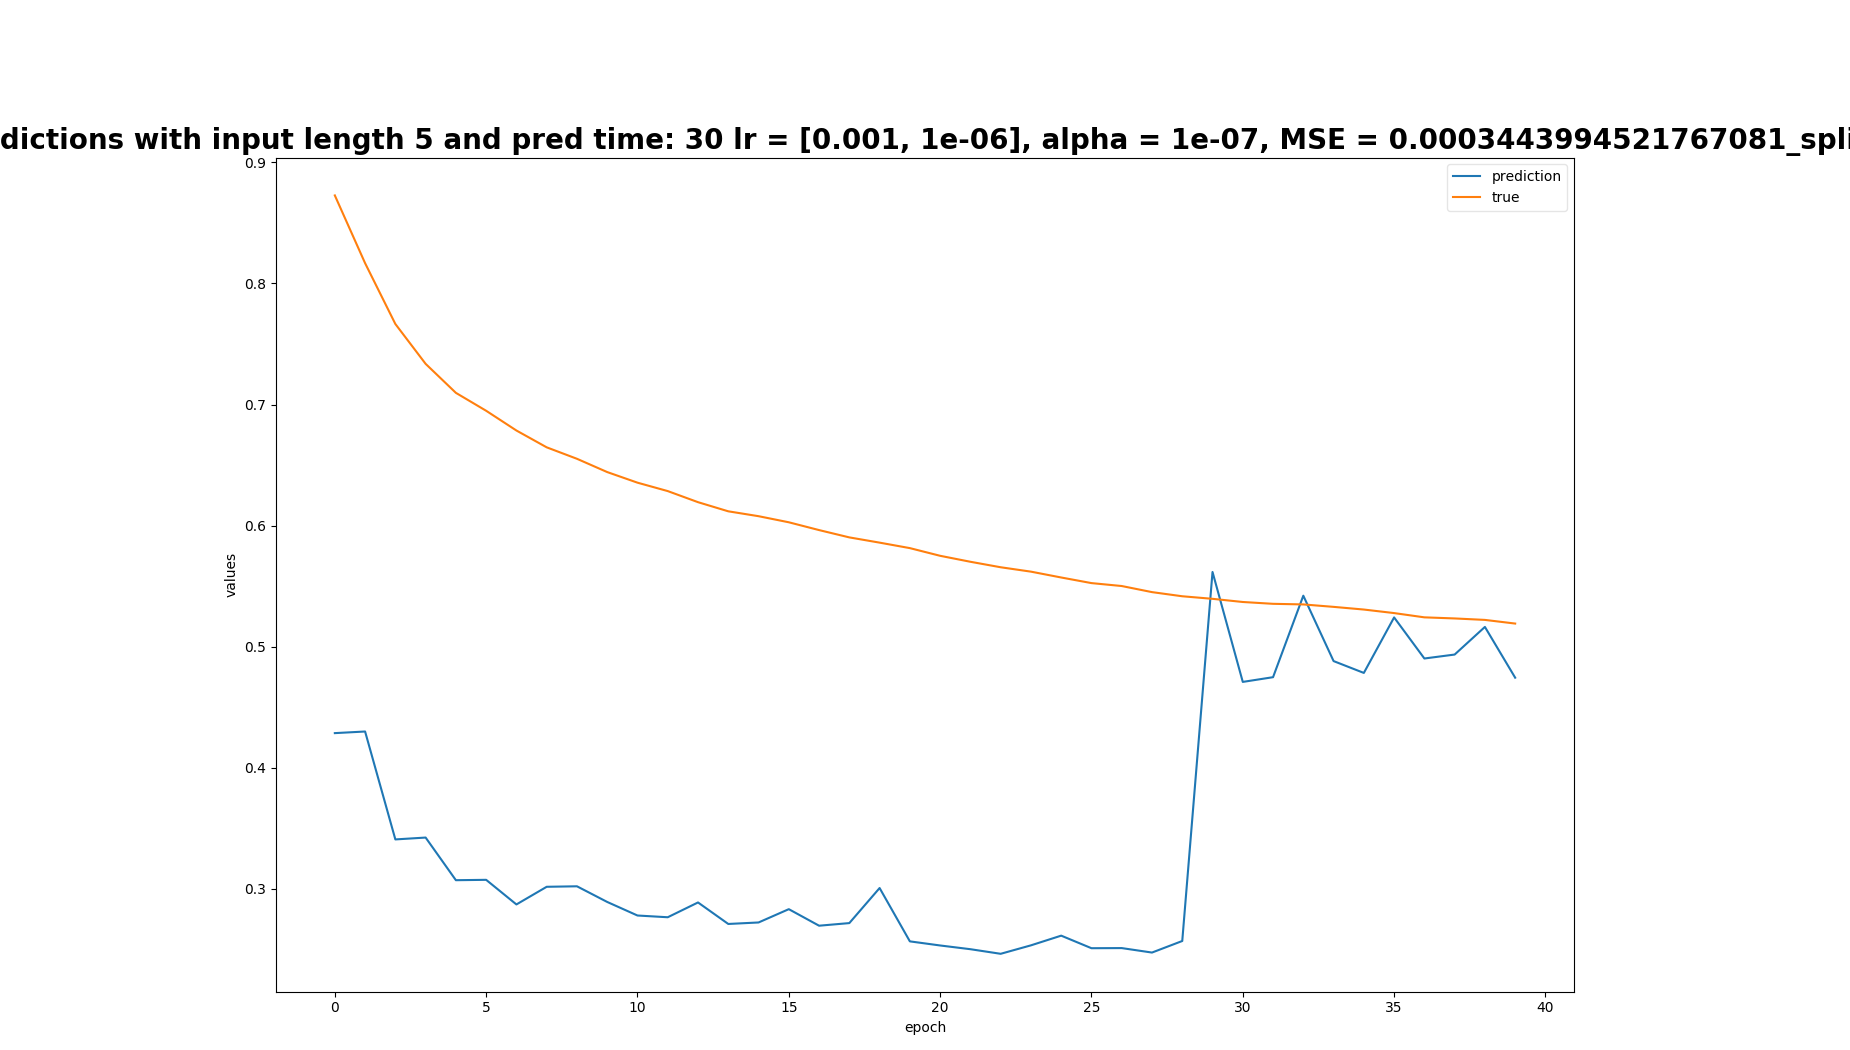 dictions with input length 5 and pred time: 30 lr = [0.001, 1e-06], alpha = 1e-07, MSE = 0.0003443994521767081_spli
prediction
true
0.9
0.8
0.7
0.6
0.5
0.4
0.3
values
0 5 10 15 20 25 30 35 40
epoch